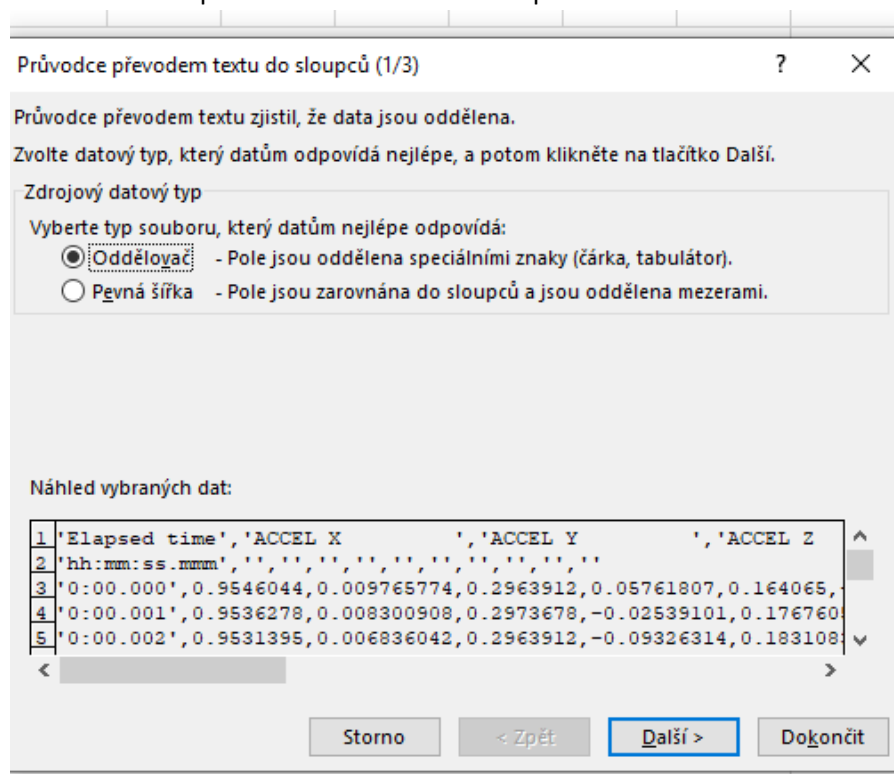 Průvodce převodem textu do sloupců (1/3) ? ×
Průvodce převodem textu zjistil, že data jsou oddělena.
Zvolte datový typ, který datům odpovídá nejlépe, a potom klikněte na tlačítko Další.
Zdrojový datový typ
Vyberte typ souboru, který datům nejlépe odpovídá:
Oddělovač - Pole jsou oddělena speciálními znaky (čárka, tabulátor).
Pevná šířka - Pole jsou zarovnána do sloupců a jsou oddělena mezerami.
Náhled vybraných dat:
1 'Elapsed time','ACCEL X ','ACCEL Y ','ACCEL Z
2 'hh:mm:ss.mmm','','','','','','','','','',''
3 '0:00.000',0.9546044,0.009765774,0.2963912,0.05761807,0.164065,
4 '0:00.001',0.9536278,0.008300908,0.2973678,-0.02539101,0.176760
5 '0:00.002',0.9531395,0.006836042,0.2963912,-0.09326314,0.183108
Storno < Zpět Další > Dokončit